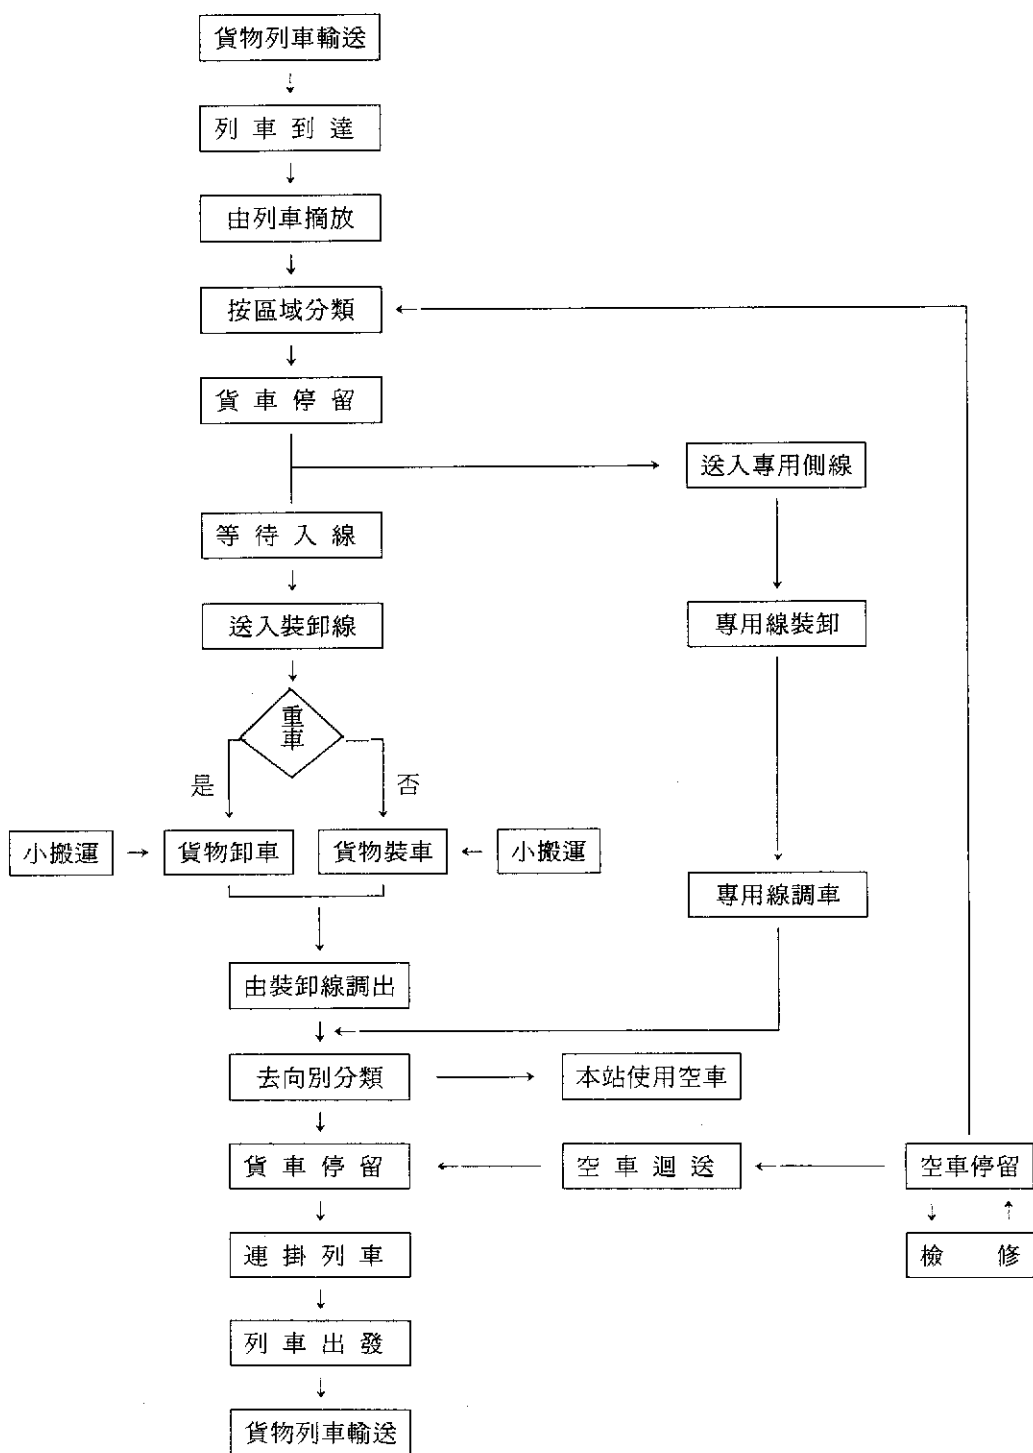 貨物列車輸送
列車到達
由列車摘放
按區域分類
貨車停留
送入專用側線
等待入線
送入裝卸線
專用線裝卸
重車
是
否
小搬運
貨物卸車
貨物裝車
小搬運
專用線調車
由裝卸線調出
去向別分類
本站使用空車
貨車停留
空車迴送
空車停留
連掛列車
檢修
列車出發
貨物列車輸送